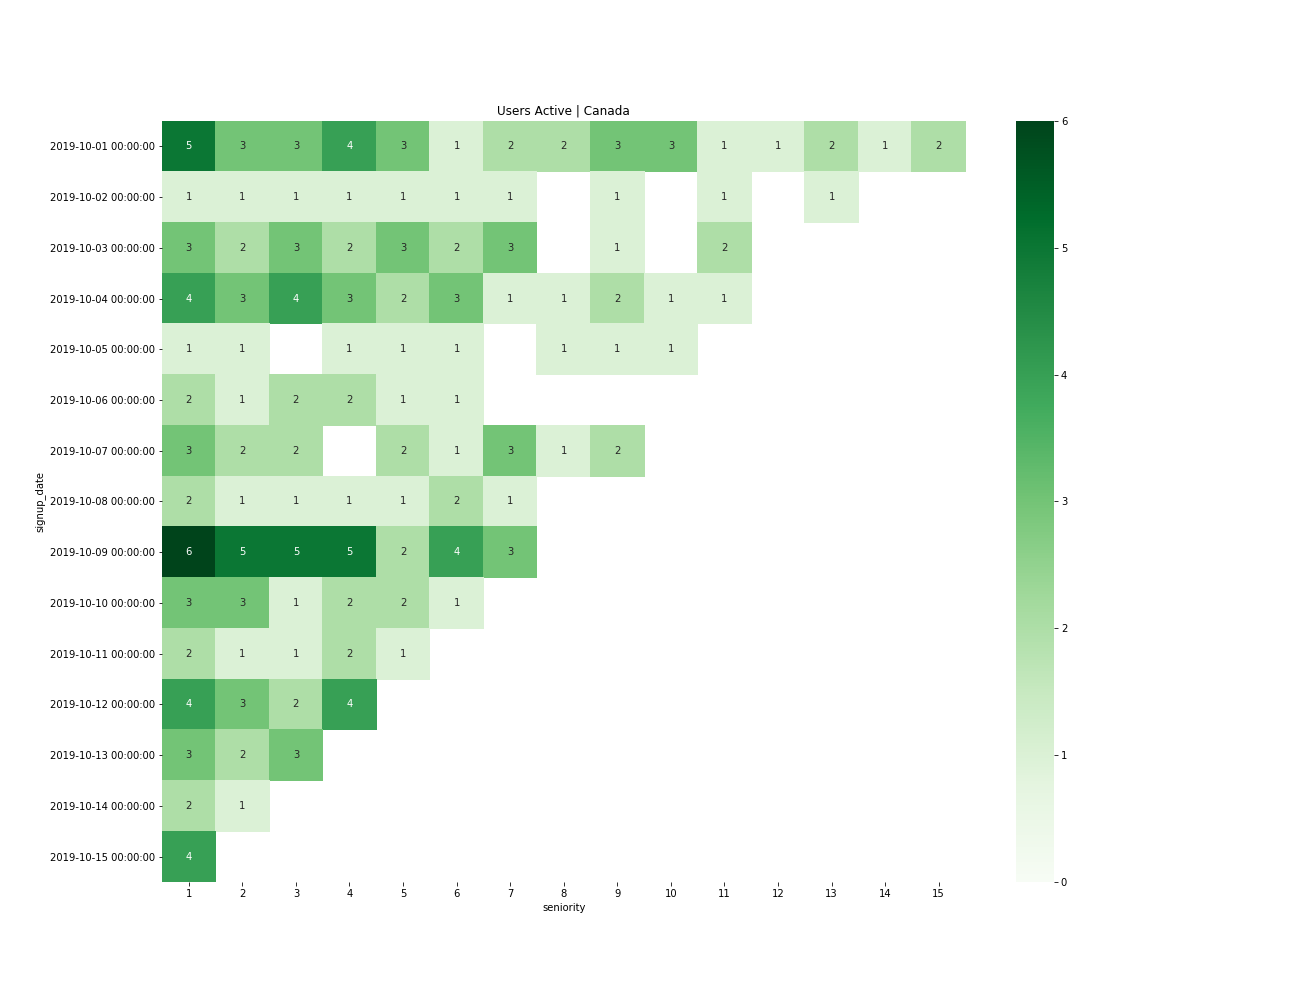 Users Active | Canada
2019-10-01 00:00:00 5 3 3 4 3 1 2 2 3 3 1 1 2 1 2
2019-10-02 00:00:00 1 1 1 1 1 1 1 1 1 1
2019-10-03 00:00:00 3 2 3 2 3 2 3 1 2
2019-10-04 00:00:00 4 3 4 3 2 3 1 1 2 1 1
2019-10-05 00:00:00 1 1 1 1 1 1 1 1
2019-10-06 00:00:00 2 1 2 2 1 1
2019-10-07 00:00:00 3 2 2 2 1 3 1 2
2019-10-08 00:00:00 2 1 1 1 1 2 1
2019-10-09 00:00:00 6 5 5 5 2 4 3
2019-10-10 00:00:00 3 3 1 2 2 1
2019-10-11 00:00:00 2 1 1 2 1
2019-10-12 00:00:00 4 3 2 4
2019-10-13 00:00:00 3 2 3
2019-10-14 00:00:00 2 1
2019-10-15 00:00:00 4
1 2 3 4 5 6 7 8 9 10 11 12 13 14 15
seniority
signup_date
6
5
4
3
2
1
0